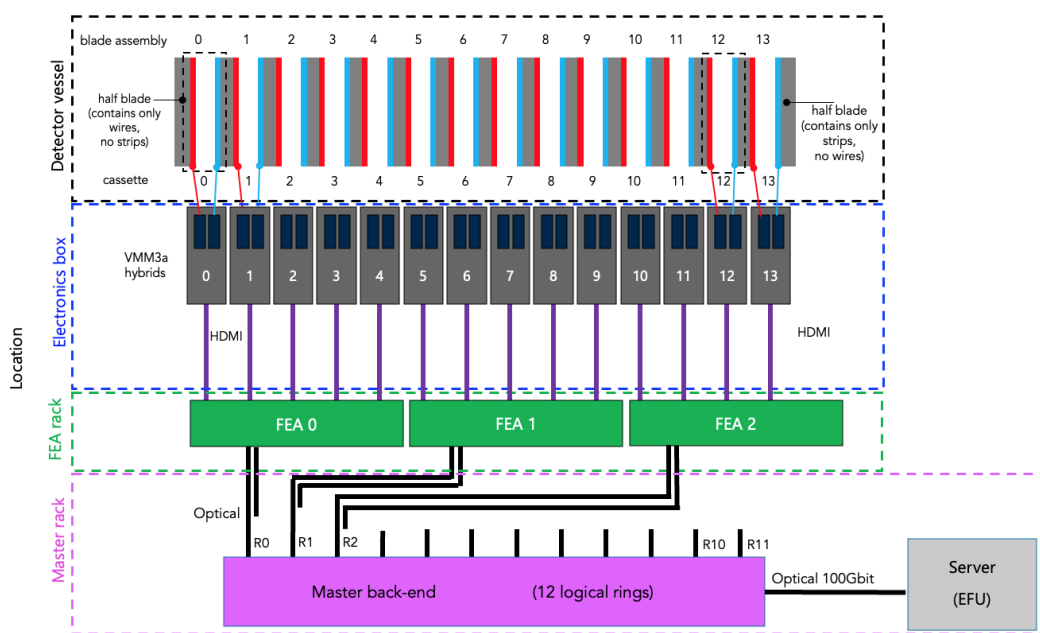 blade assembly 0 1 2 3 4 5 6 7 8 9 10 11 12 13
Detector vessel
half blade
(contains only
wires,
no strips)
half blade
(contains only
strips,
no wires)
cassette 0 1 2 3 4 5 6 7 8 9 10 11 12 13
Electronics box
VMM3a
hybrids
0 1 2 3 4 5 6 7 8 9 10 11 12 13
HDMI
HDMI
Location
FEA rack
FEA 0
FEA 1
FEA 2
Master rack
Optical
R0 R1 R2 R10 R11
Master back-end (12 logical rings)
Optical 100Gbit
Server
(EFU)